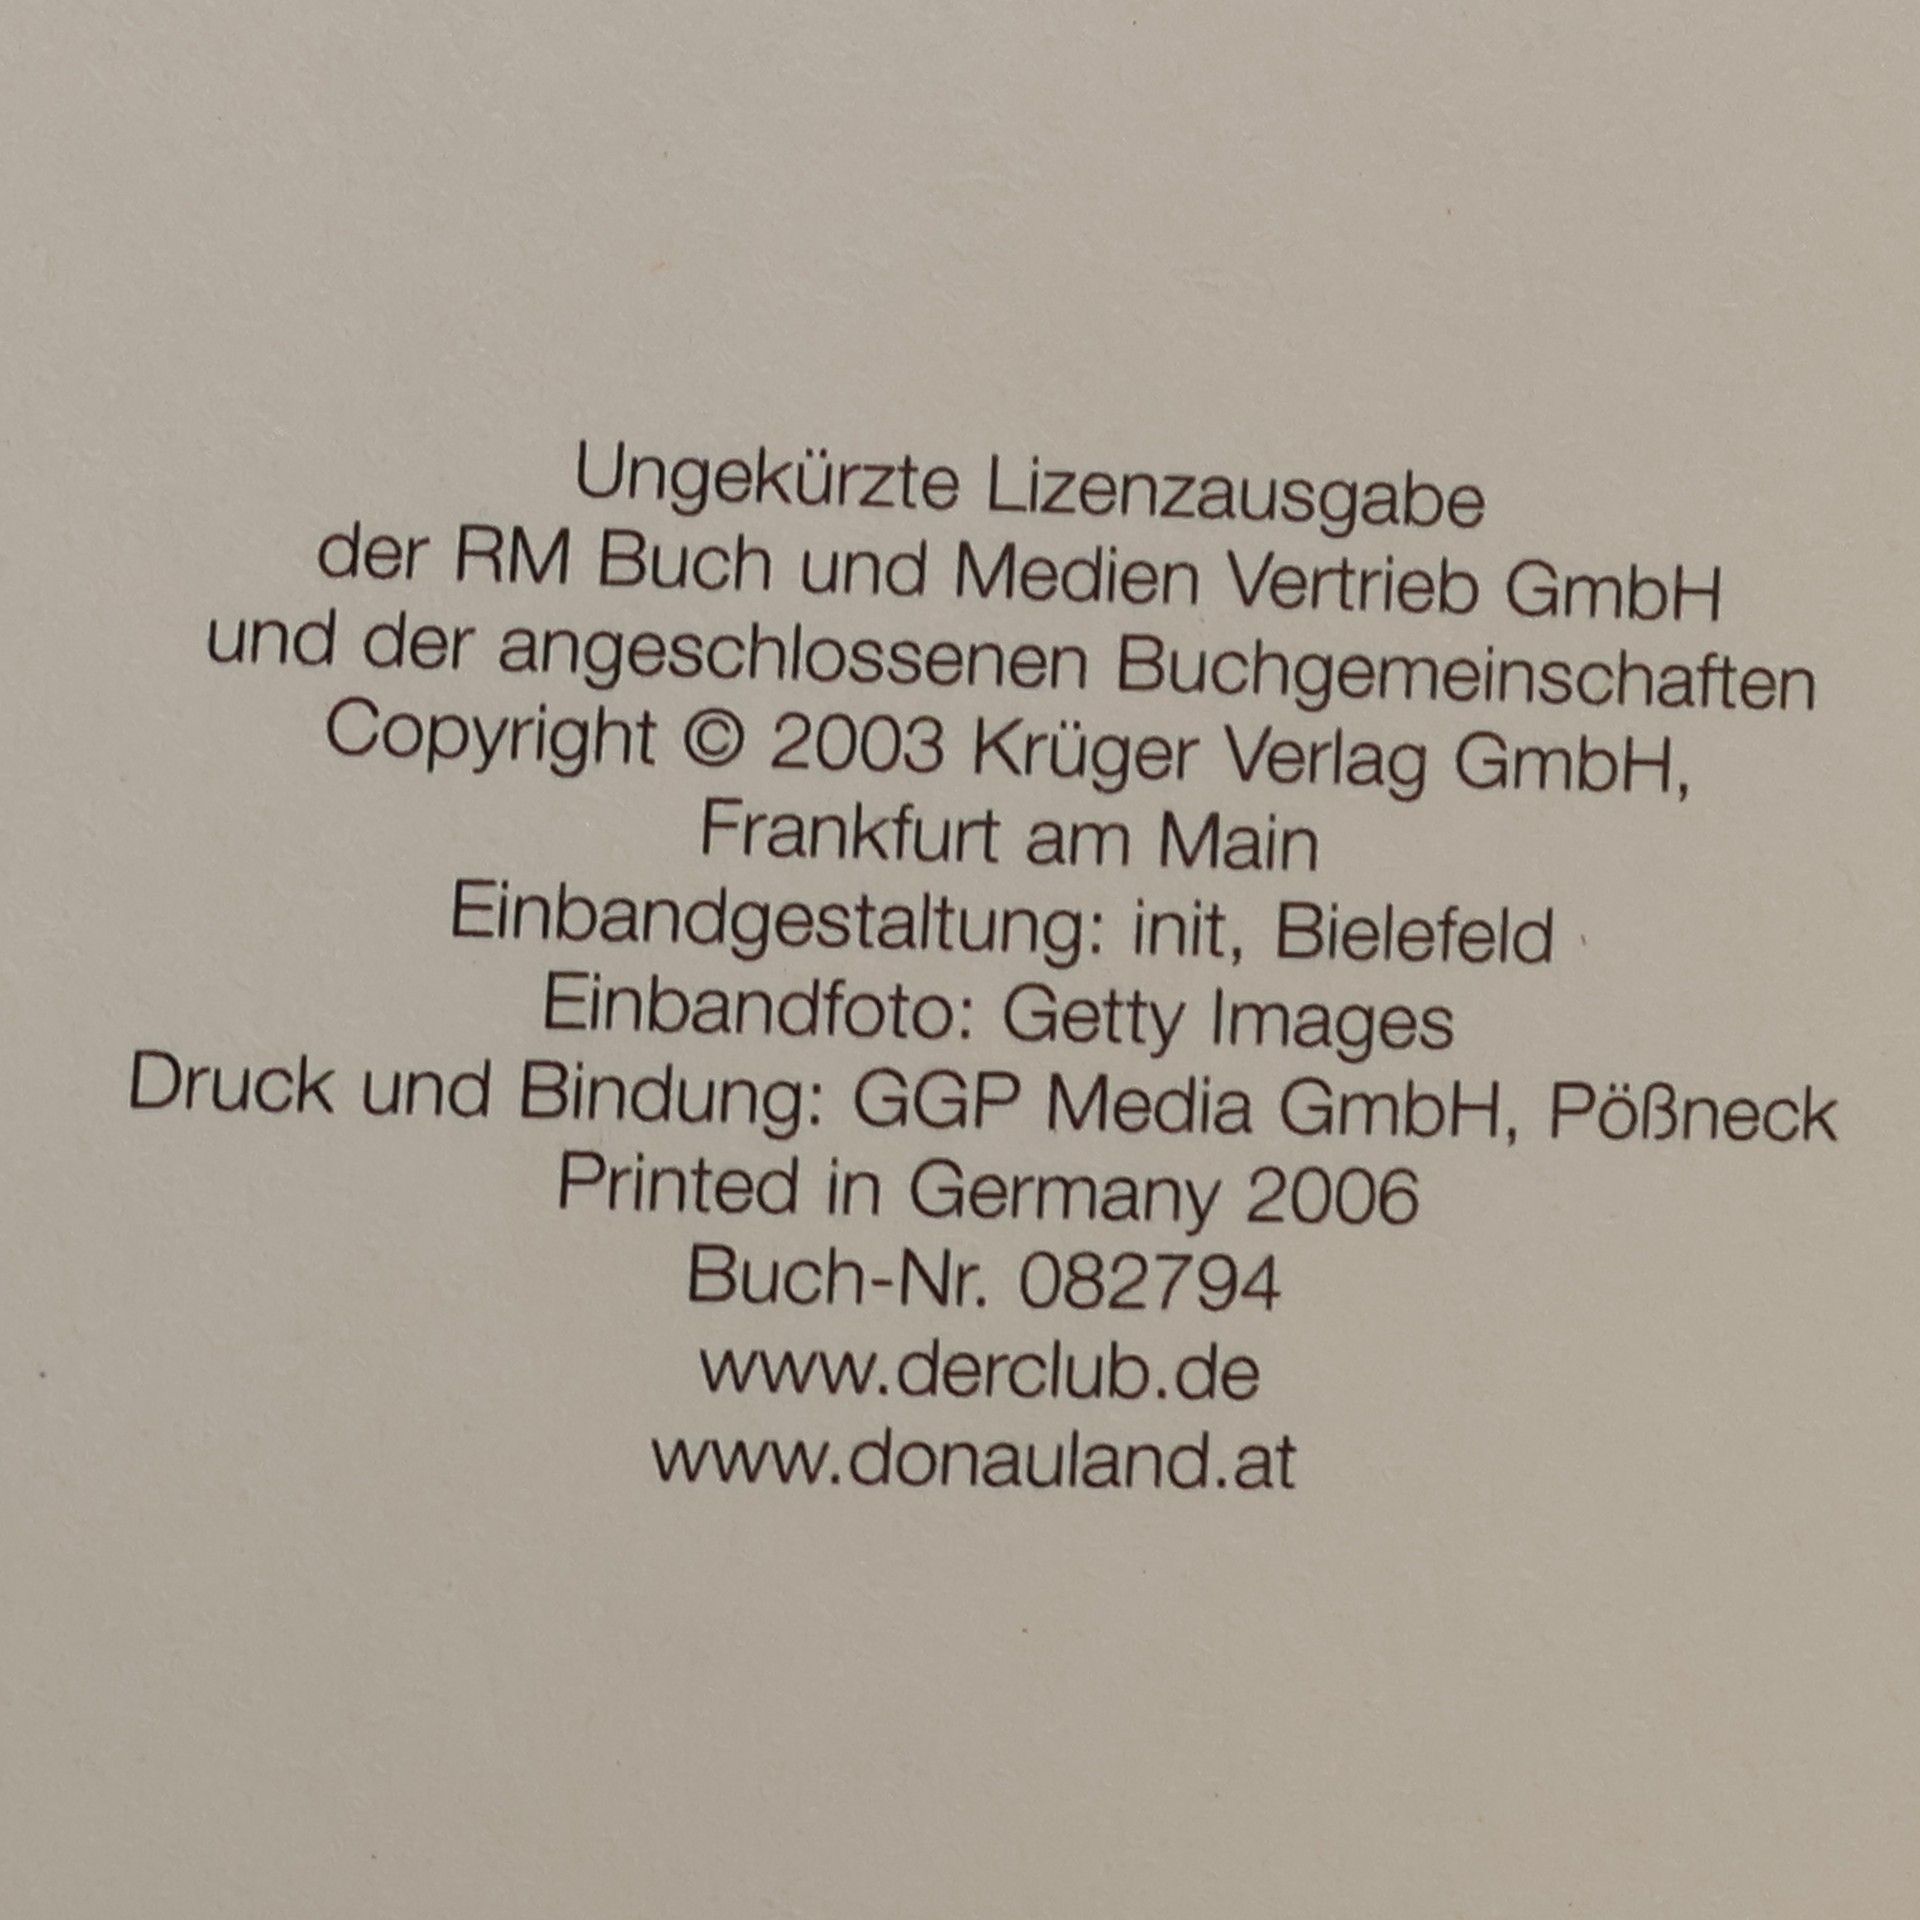 Ungekürzte Lizenzausgabe
der RM Buch und Medien Vertrieb GmbH
und der angeschlossenen Buchgemeinschaften
Copyright © 2003 Krüger Verlag GmbH,
Frankfurt am Main
Einbandgestaltung: init, Bielefeld
Einbandfoto: Getty Images
Druck und Bindung: GGP Media GmbH, Pößneck
Printed in Germany 2006
Buch-Nr. 082794
www.derclub.de
www.donauland.at